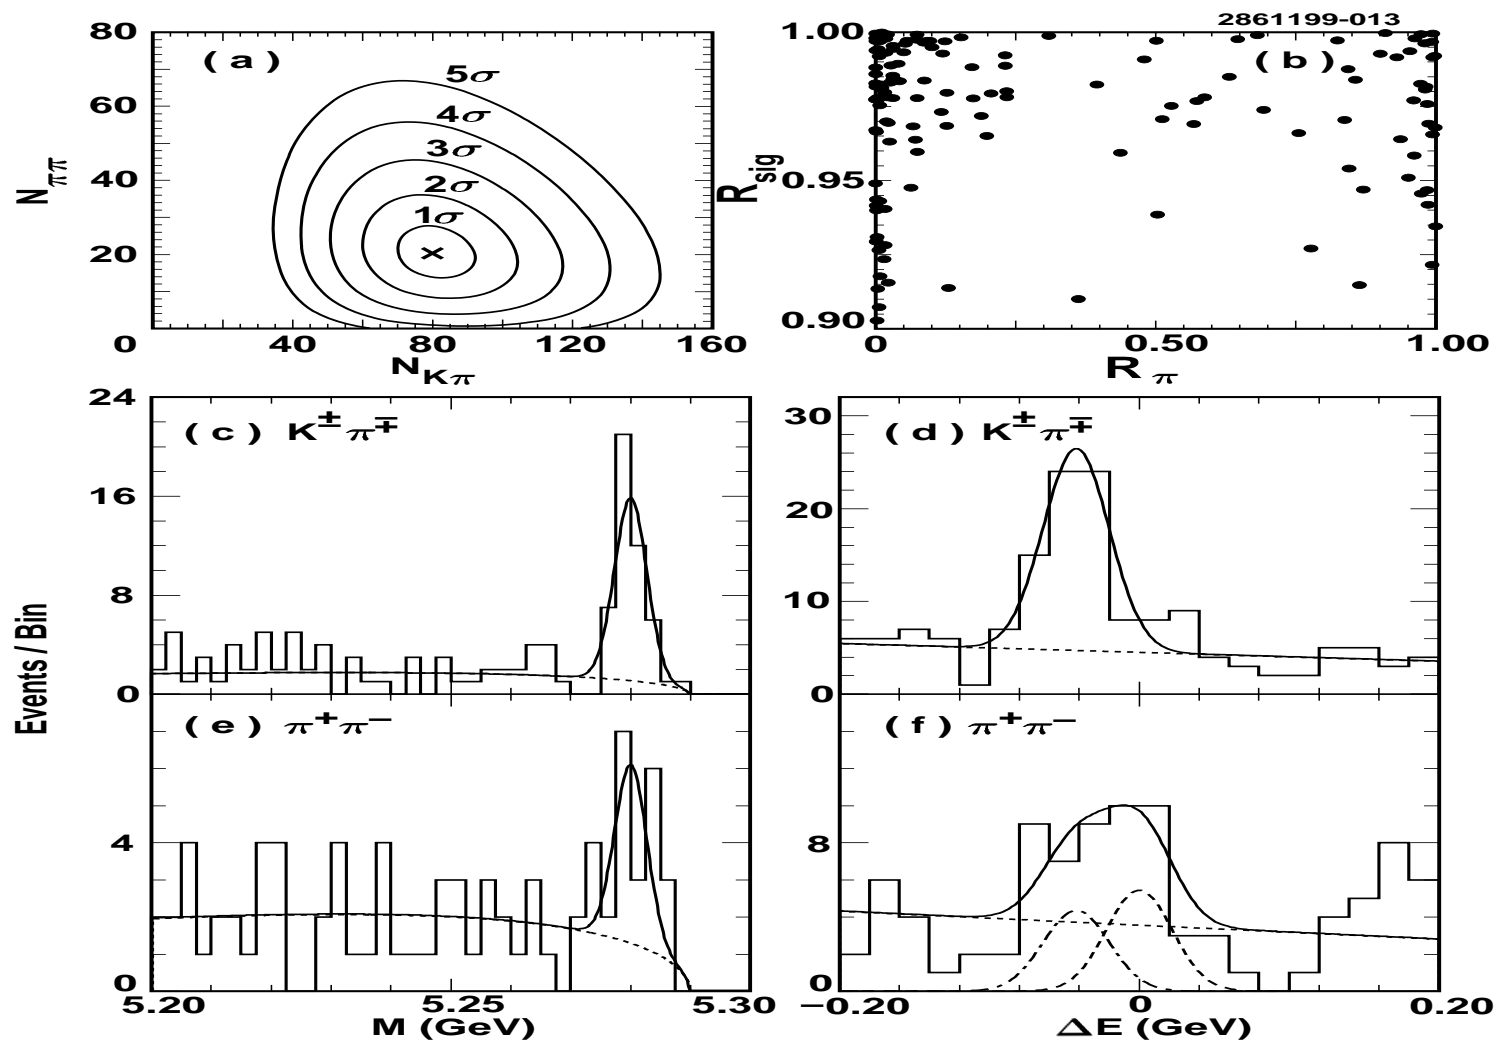 2861199-013
80
60
40
20
0
N_ππ
( a )
5σ
4σ
3σ
2σ
1σ
40 80 120 160
N_Kπ
1.00
0.95
0.90
R_sig
( b )
0 0.50 1.00
R_π
24
16
8
0
( c ) K^± π^∓
30
20
10
0
( d ) K^± π^∓
Events / Bin
4
0
( e ) π^+ π^−
5.20 5.25 5.30
M (GeV)
8
0
( f ) π^+ π^−
−0.20 0 0.20
ΔE (GeV)